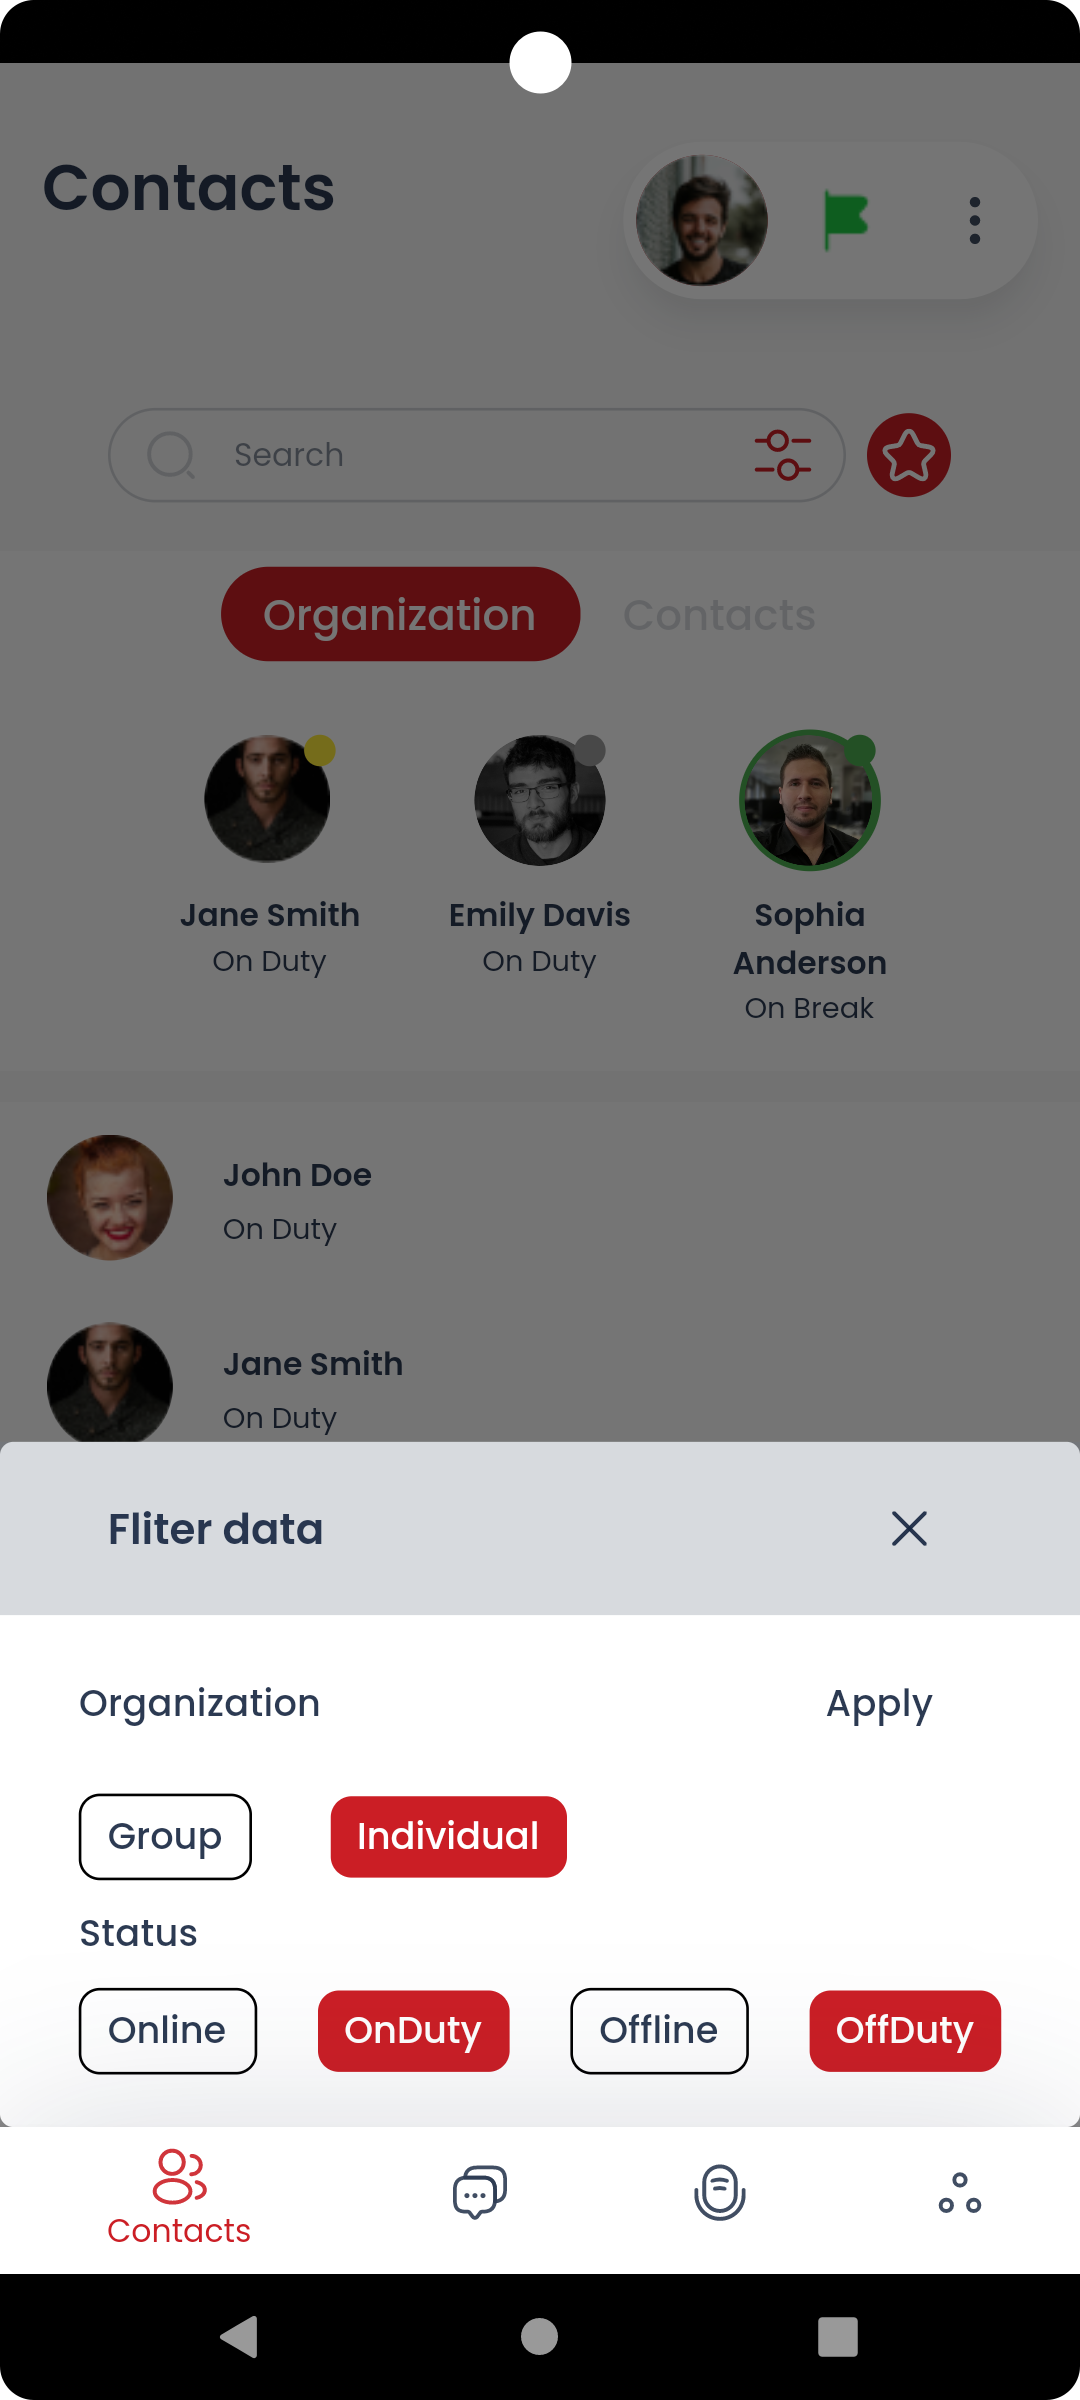 Contacts
Search
Organization Contacts
Jane Smith Emily Davis Sophia
Anderson
On Duty On Duty
On Break
John Doe
On Duty
Jane Smith
On Duty
Fliter data
Organization Apply
Group Individual
Status
Online OnDuty Offline OffDuty
Contacts